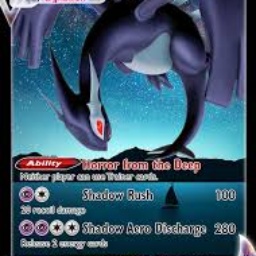 Ability Horror from the Deep
Neither player can use Trainer cards.
Shadow Rush 100
20 recoil damage
Shadow Aero Discharge 280
Release 2 energy cards